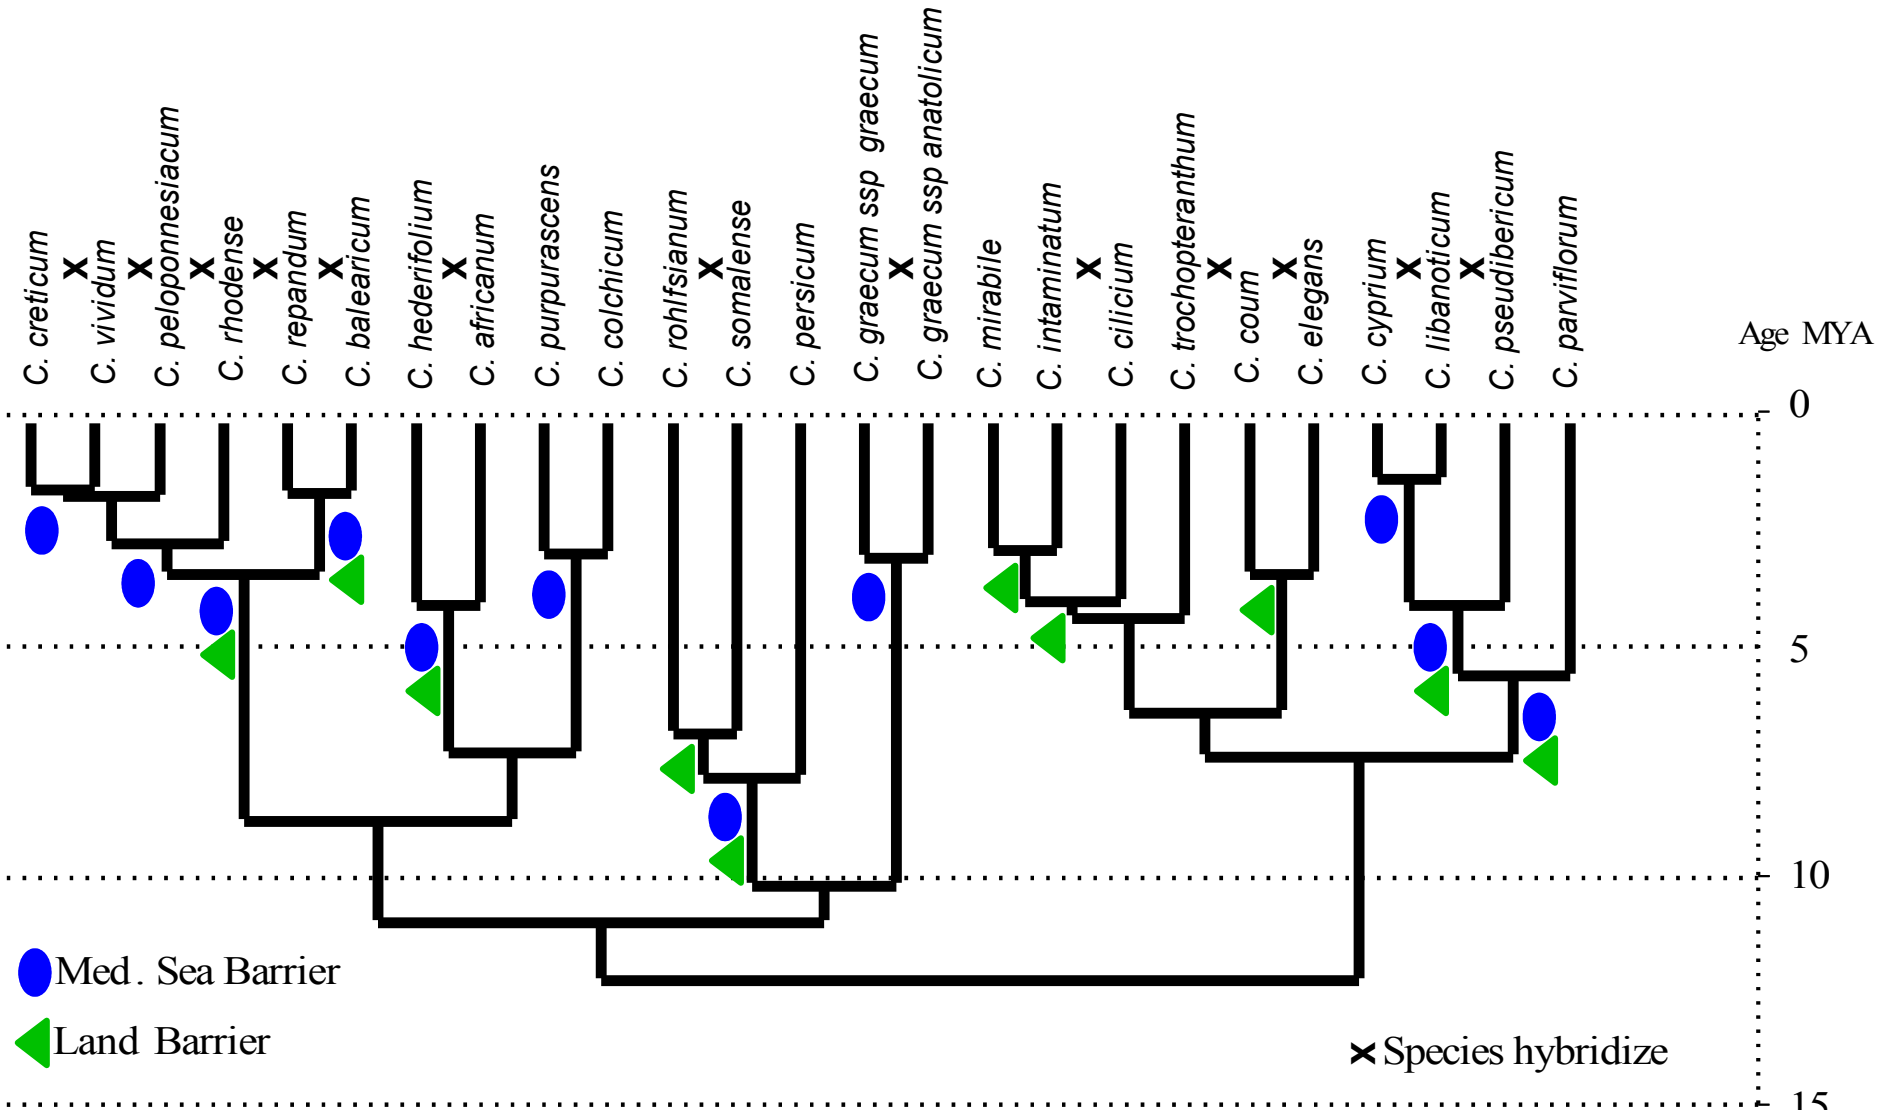 C. creticum
x
C. vividum
x
C. peloponnesiacum
x
C. rhodense
x
C. repandum
x
C. balearicum
C. hederifolium
x
C. africanum
C. purpurascens
C. colchicum
C. rohlfsianum
x
C. somalense
C. persicum
C. graecum ssp graecum
x
C. graecum ssp anatolicum
C. mirabile
C. intaminatum
x
C. cilicium
C. trochopteranthum
x
C. coum
x
C. elegans
C. cyprium
x
C. libanoticum
x
C. pseudibericum
C. parviflorum
Age MYA
0
5
10
15
Med. Sea Barrier
Land Barrier
x Species hybridize